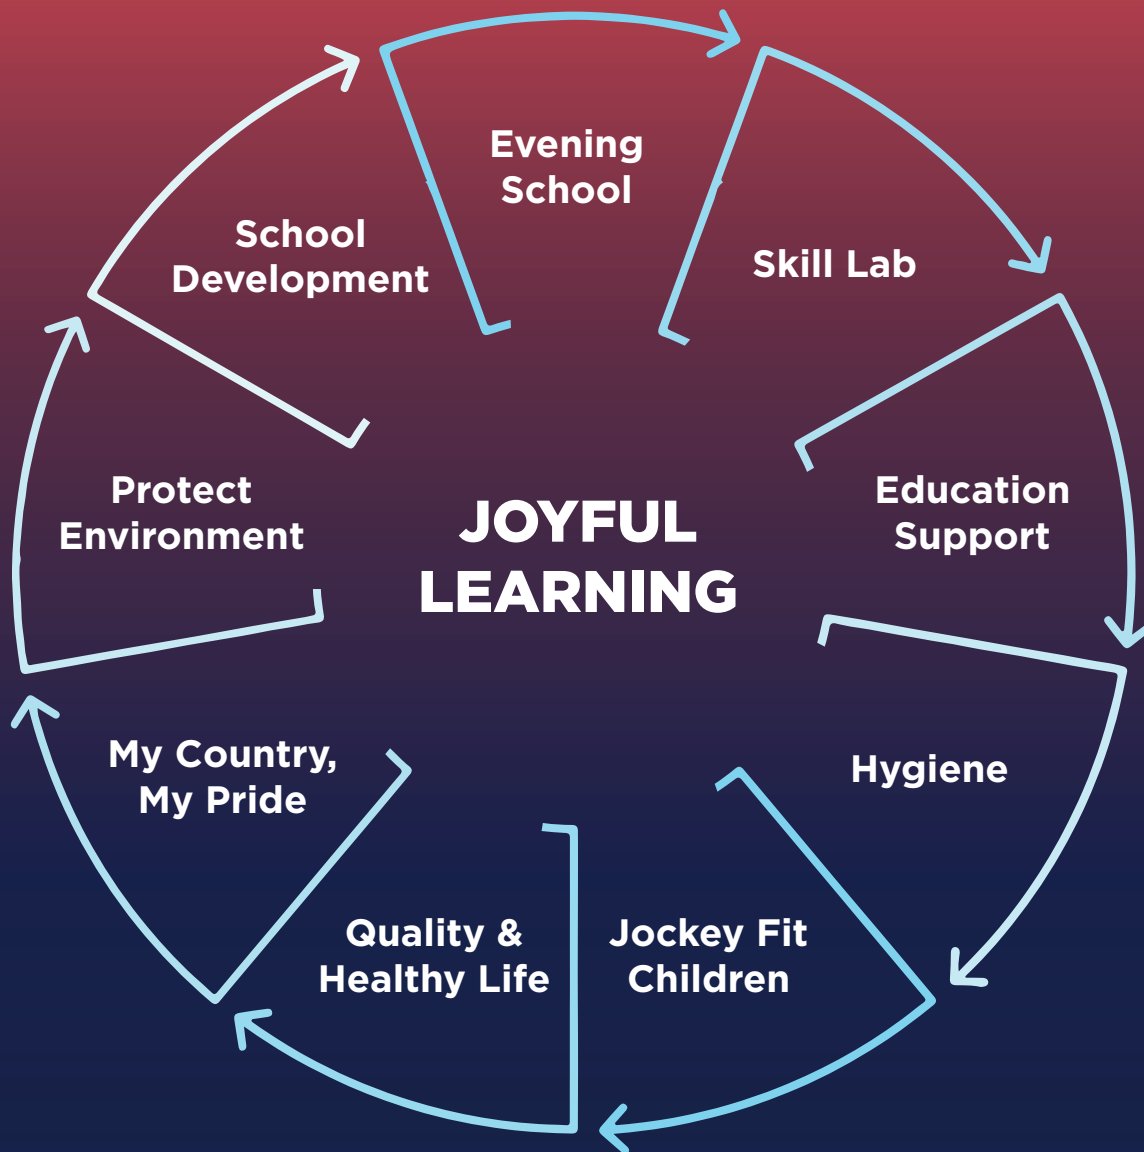 Evening
School
Skill Lab
Education
Support
Hygiene
Jockey Fit
Children
Quality &
Healthy Life
My Country,
My Pride
Protect
Environment
School
Development
JOYFUL
LEARNING